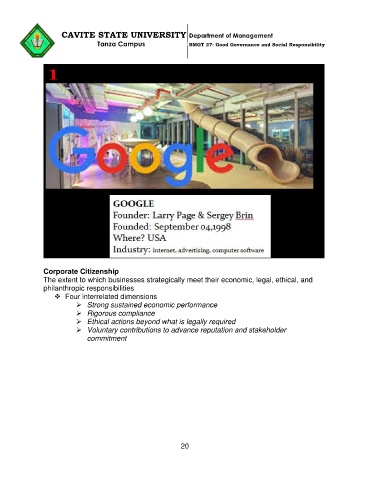 CAVITE STATE UNIVERSITY Department of Management
Tanza Campus BMGT 27- Good Governance and Social Responsibility
1
Google
GOOGLE
Founder: Larry Page & Sergey Brin
Founded: September 04,1998
Where? USA
Industry: internet, advertising, computer software
Corporate Citizenship
The extent to which businesses strategically meet their economic, legal, ethical, and
philanthropic responsibilities
❖ Four interrelated dimensions
➢ Strong sustained economic performance
➢ Rigorous compliance
➢ Ethical actions beyond what is legally required
➢ Voluntary contributions to advance reputation and stakeholder
commitment
20